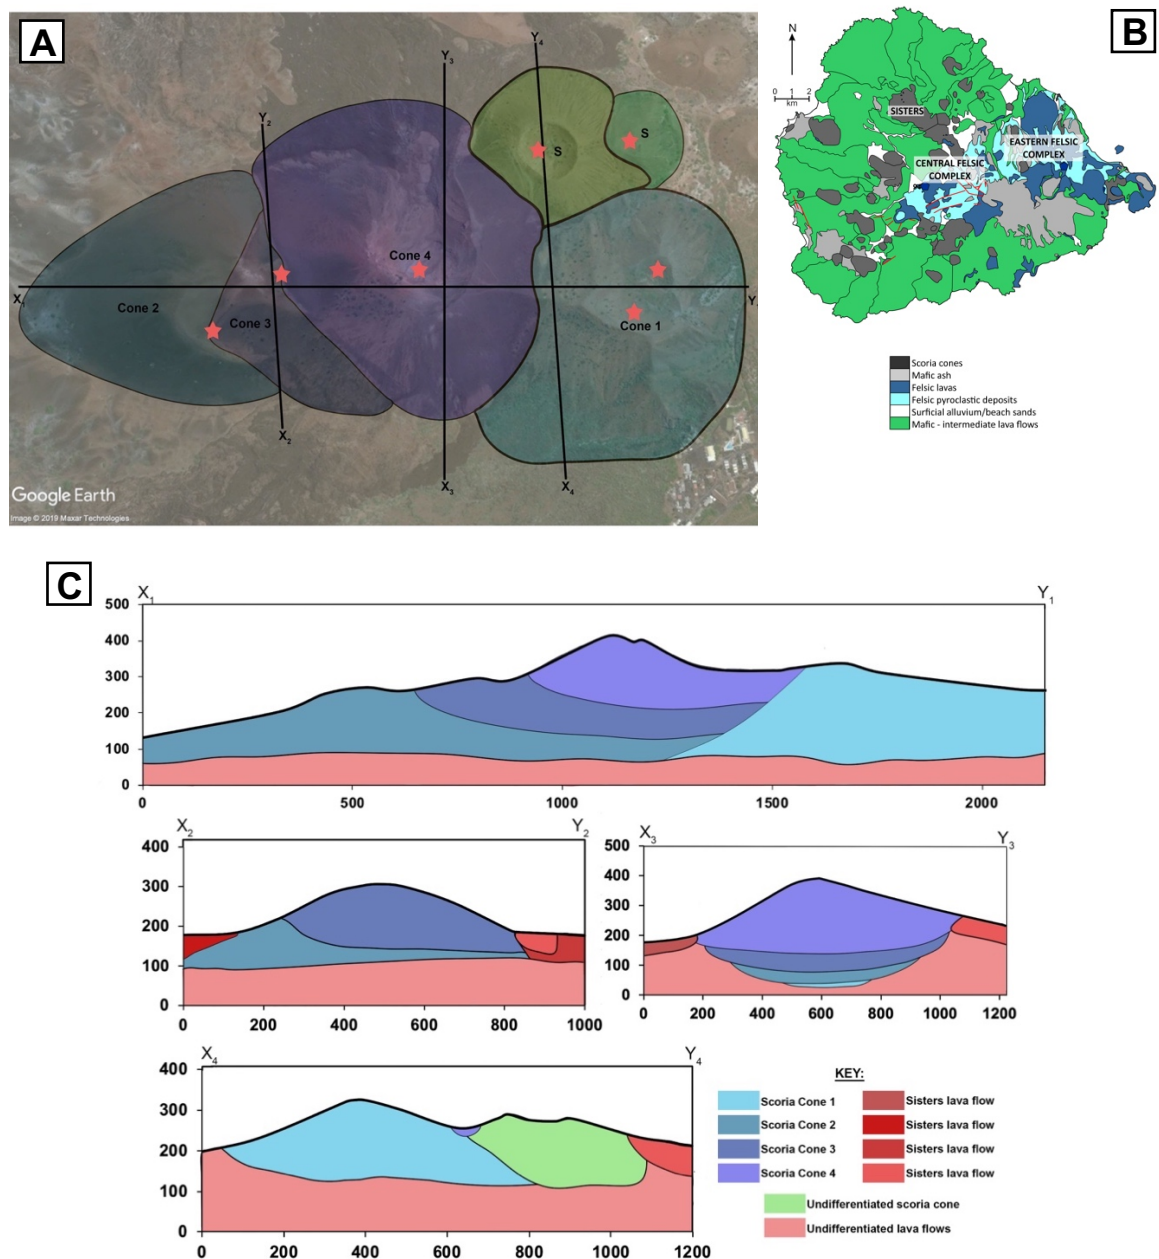 A
B
Y4
Y3
Y2
S
S
Cone 4
X1
Y1
Cone 2
Cone 3
Cone 1
X2
X3
X4
Google Earth
Image © 2019 Maxar Technologies
N
0 1 2
km
SISTERS
EASTERN FELSIC
COMPLEX
CENTRAL FELSIC
COMPLEX
Scoria cones
Mafic ash
Felsic lavas
Felsic pyroclastic deposits
Surficial alluvium/beach sands
Mafic - intermediate lava flows
C
X1
Y1
500
400
300
200
100
0
0 500 1000 1500 2000
X2
Y2
400
300
200
100
0
0 200 400 600 800 1000
X3
Y3
500
400
300
200
100
0
0 200 400 600 800 1000 1200
X4
Y4
400
300
200
100
0
0 200 400 600 800 1000 1200
KEY:
Scoria Cone 1 Sisters lava flow
Scoria Cone 2 Sisters lava flow
Scoria Cone 3 Sisters lava flow
Scoria Cone 4 Sisters lava flow
Undifferentiated scoria cone
Undifferentiated lava flows